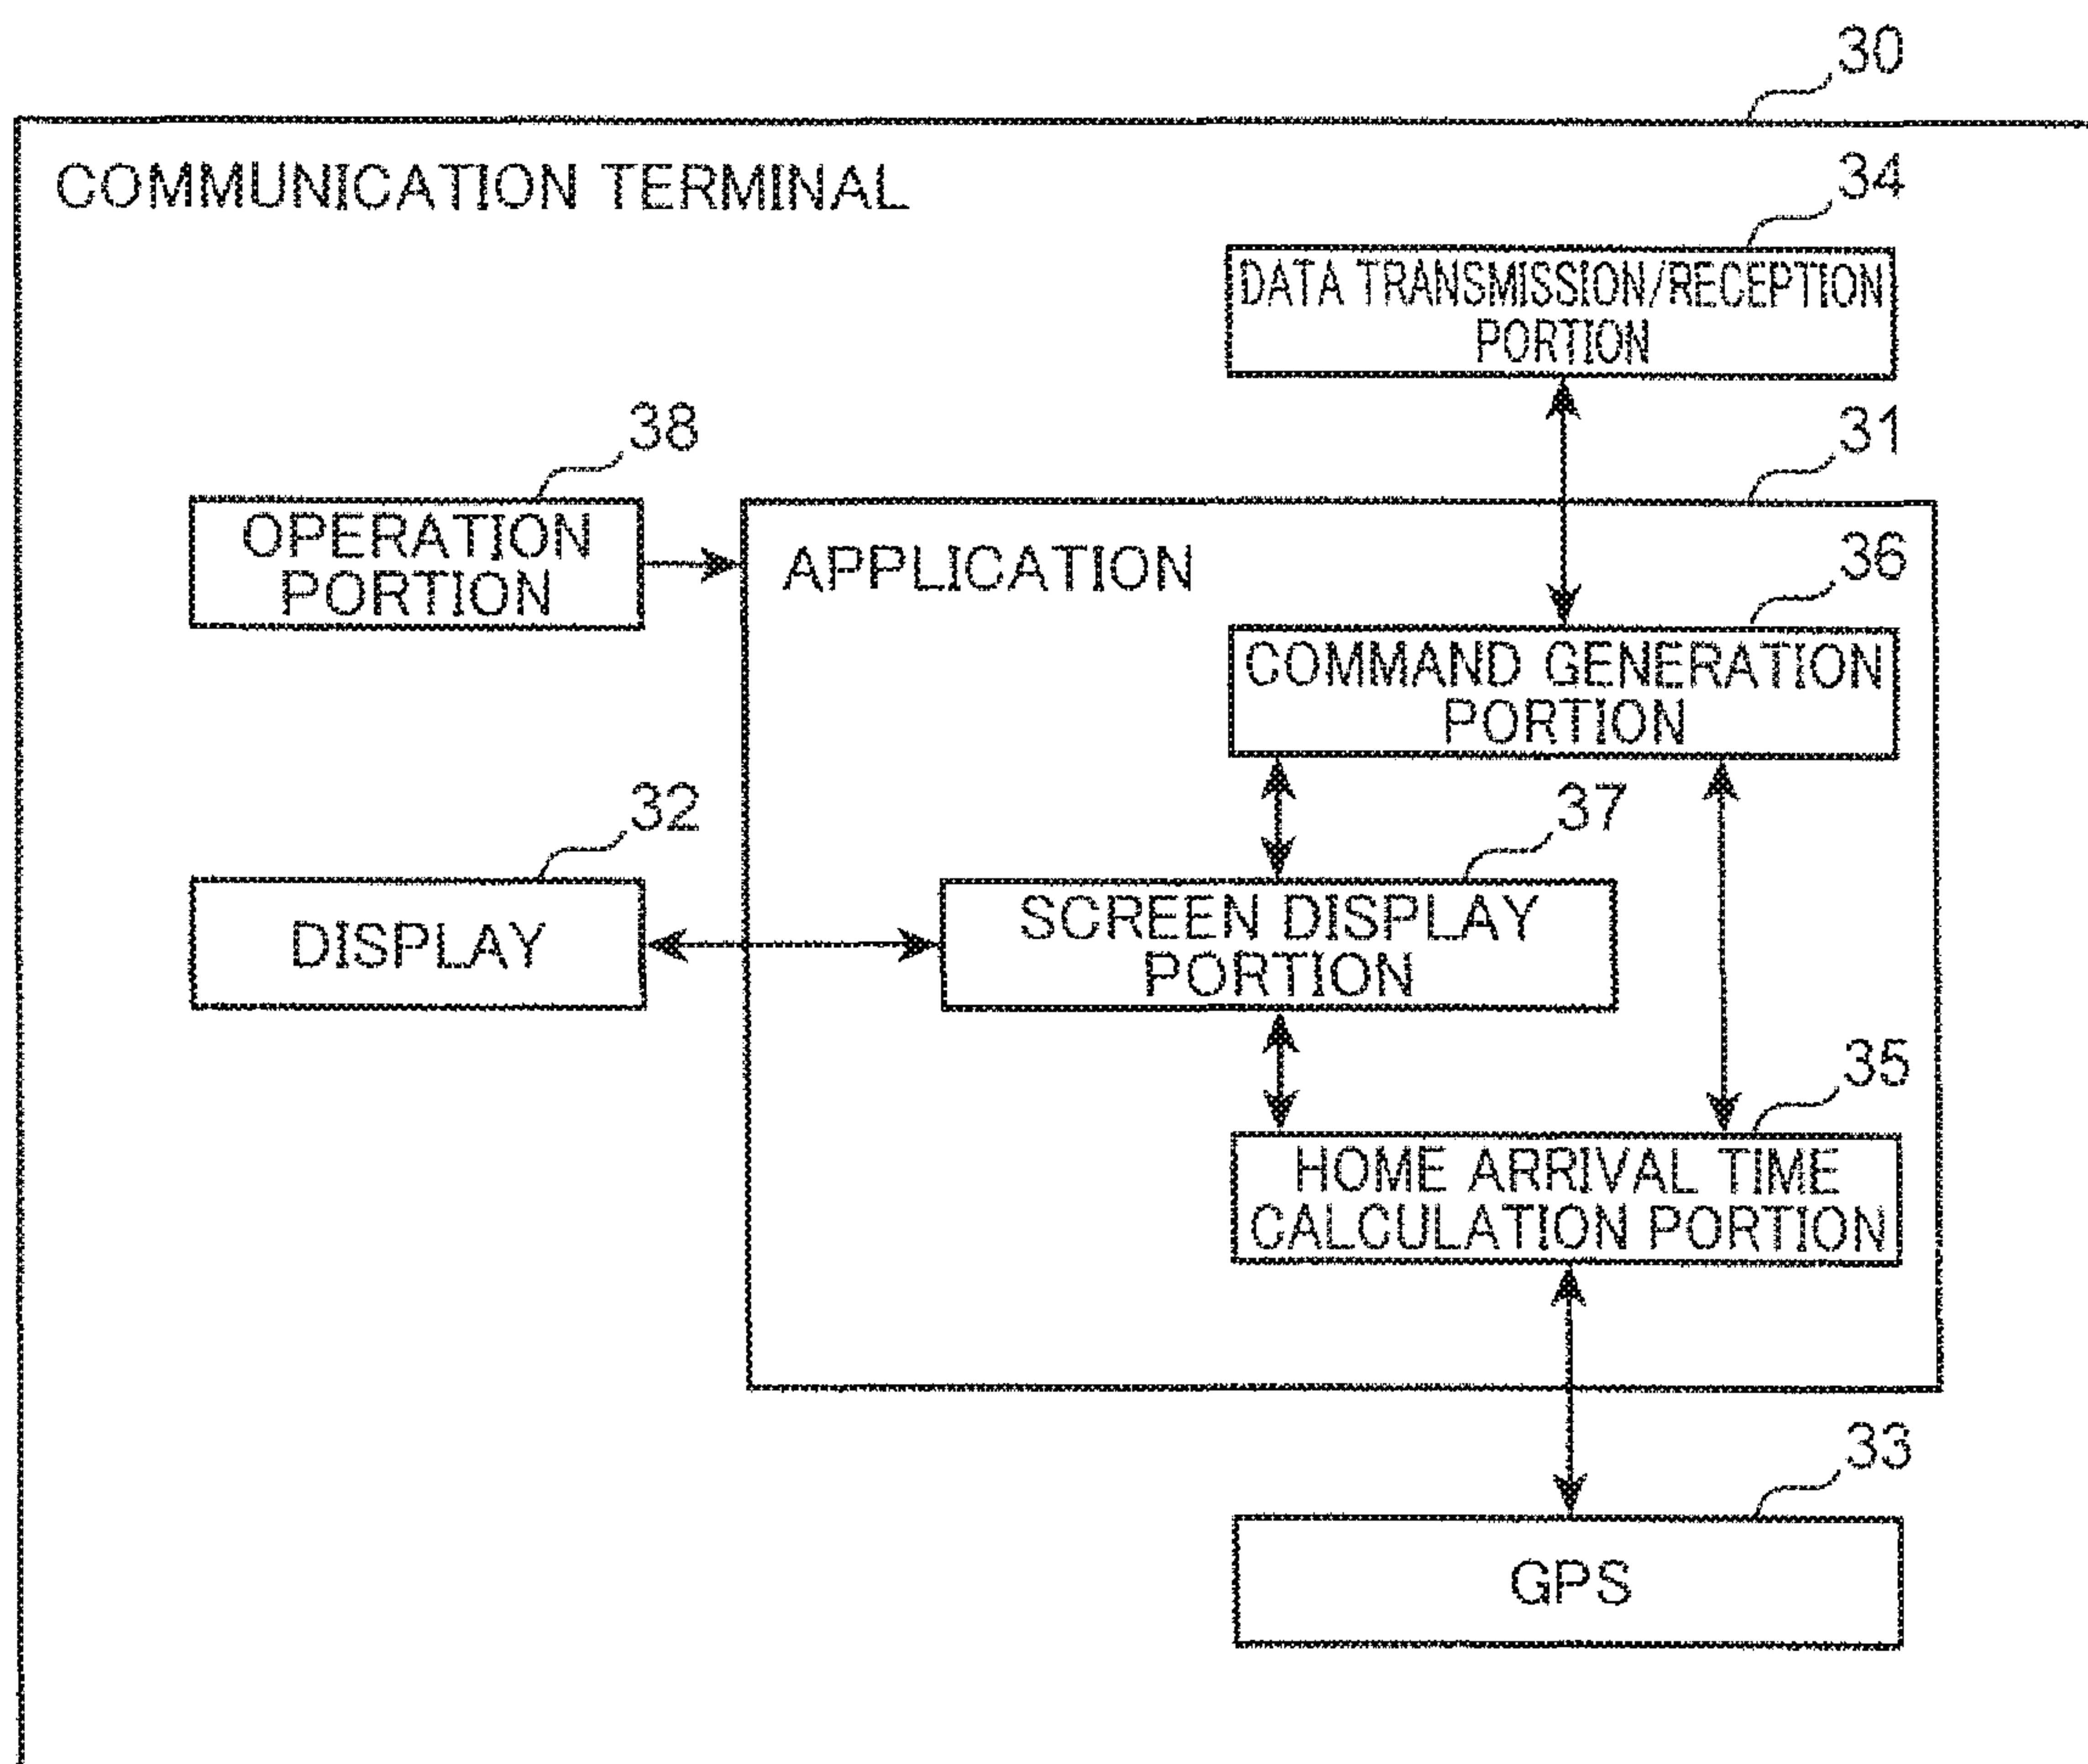 30
COMMUNICATION TERMINAL
34
DATA TRANSMISSION/RECEPTION
PORTION
38
31
OPERATION
PORTION
APPLICATION
36
COMMAND GENERATION
PORTION
32
37
DISPLAY
SCREEN DISPLAY
PORTION
35
HOME ARRIVAL TIME
CALCULATION PORTION
33
GPS